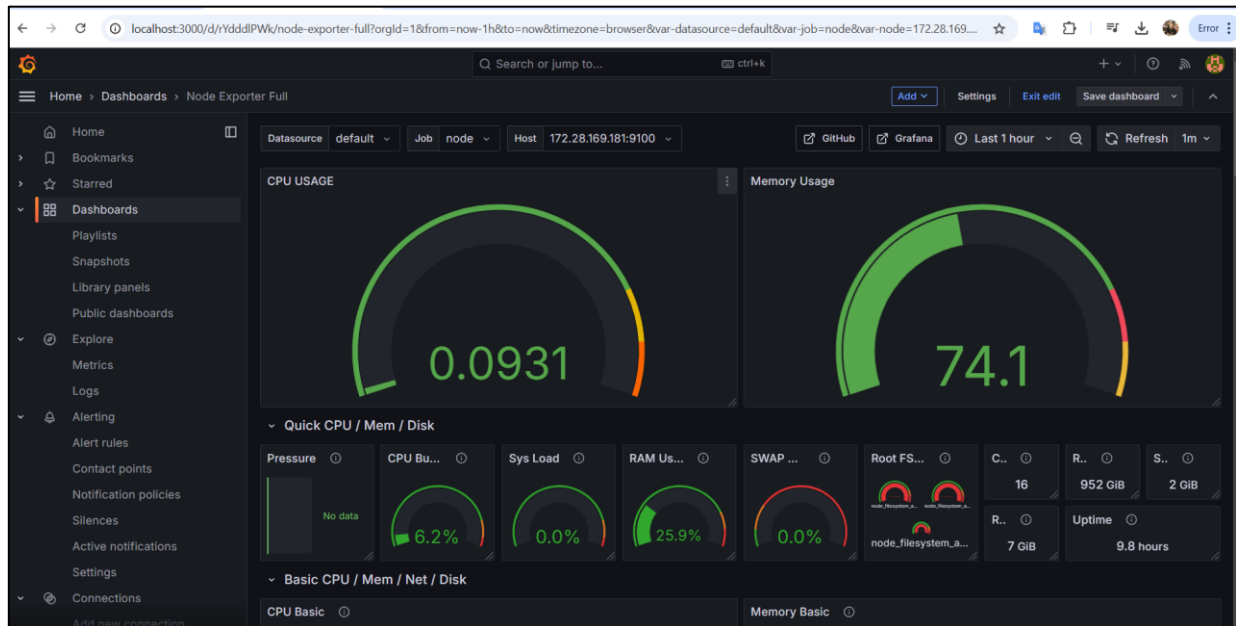 localhost:3000/d/rYdddlPWk/node-exporter-full?orgId=1&from=now-1h&to=now&timezone=browser&var-datasource=default&var-job=node&var-node=172.28.169....
Error
Search or jump to...
ctrl+k
Home › Dashboards › Node Exporter Full
Add
Settings
Exit edit
Save dashboard
Home
Bookmarks
Starred
Dashboards
Playlists
Snapshots
Library panels
Public dashboards
Explore
Metrics
Logs
Alerting
Alert rules
Contact points
Notification policies
Silences
Active notifications
Settings
Connections
Add new connection
Datasource default
Job node
Host 172.28.169.181:9100
GitHub
Grafana
Last 1 hour
Refresh 1m
CPU USAGE
0.0931
Memory Usage
74.1
Quick CPU / Mem / Disk
Pressure
No data
CPU Bu...
6.2%
Sys Load
0.0%
RAM Us...
25.9%
SWAP ...
0.0%
Root FS...
node_filesystem_a...
node_filesystem_a...
node_filesystem_a...
C..
16
R..
952 GiB
S..
2 GiB
R..
7 GiB
Uptime
9.8 hours
Basic CPU / Mem / Net / Disk
CPU Basic
Memory Basic